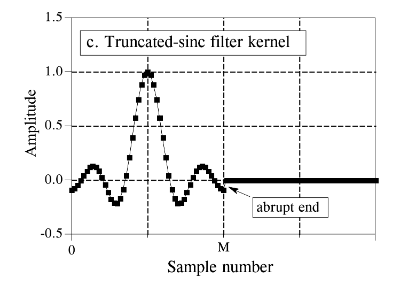 c. Truncated-sinc filter kernel
1.5
1.0
0.5
0.0
-0.5
Amplitude
abrupt end
0
M
Sample number